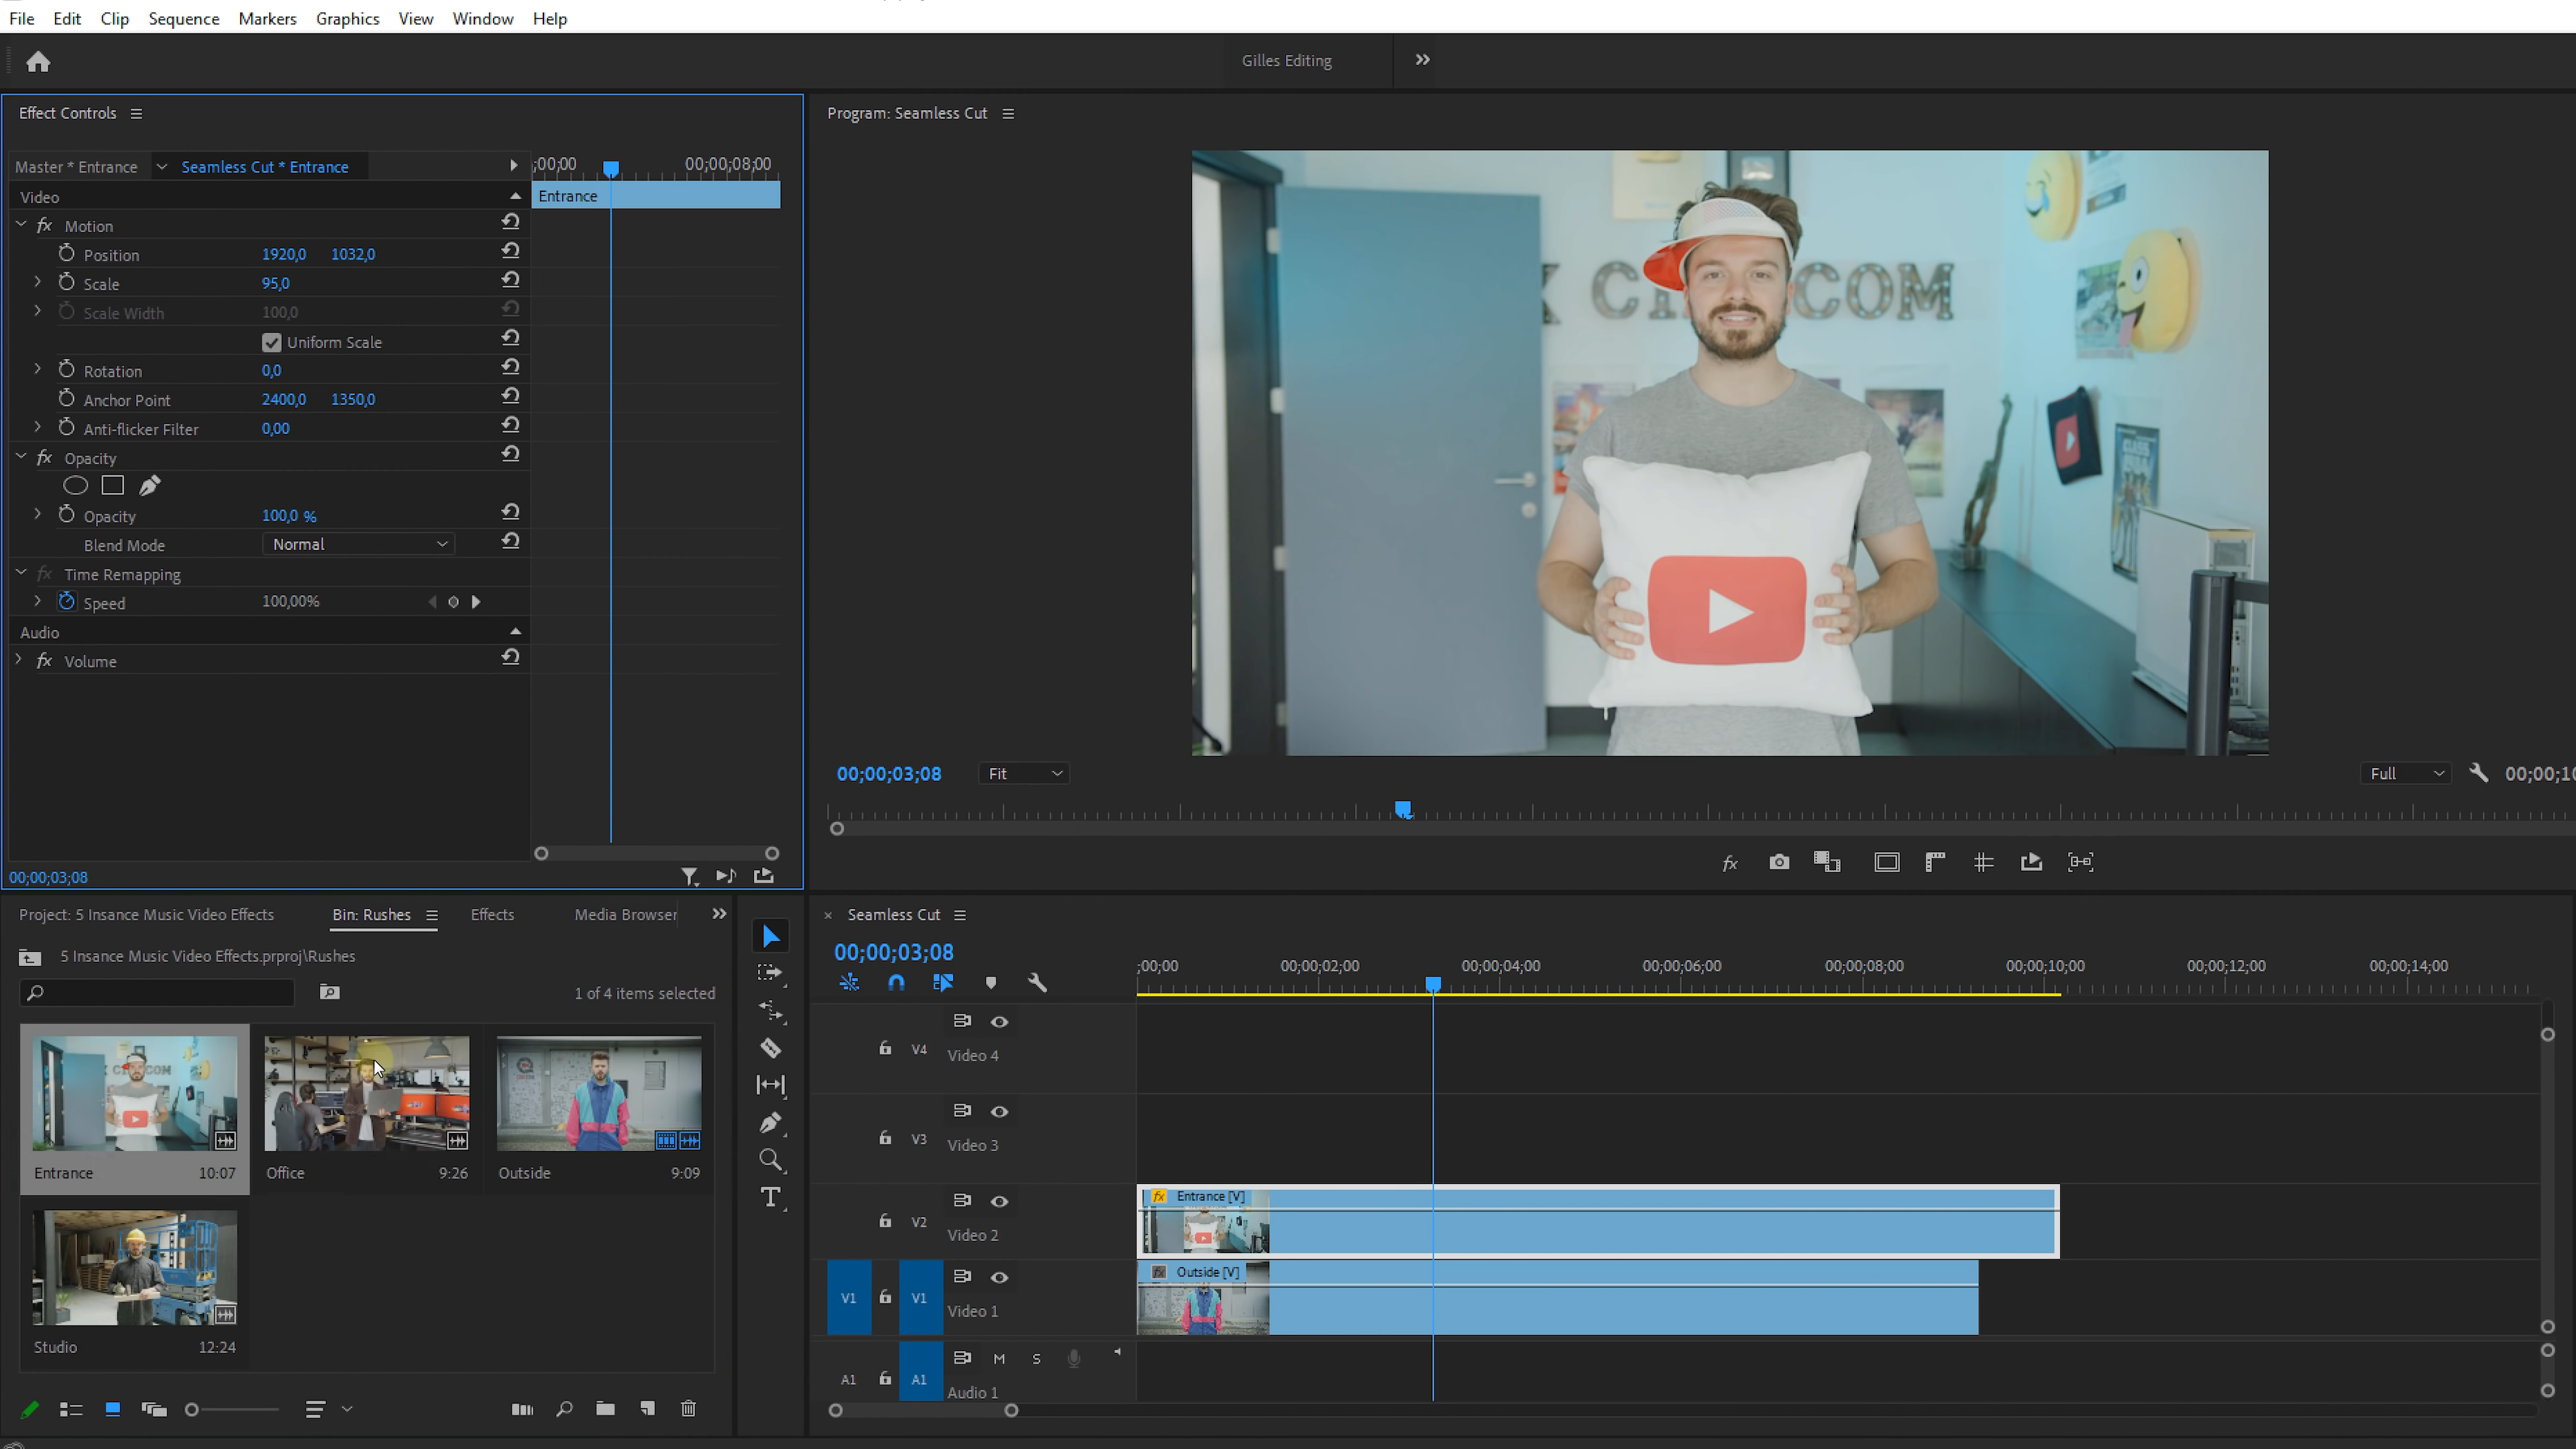 File Edit Clip Sequence Markers Graphics View Window Help
Gilles Editing
Effect Controls
Master * Entrance Seamless Cut * Entrance
;00;00 00;00;08;00
Video
Entrance
fx Motion
Position 1920,0 1032,0
Scale 95,0
Scale Width 100,0
Uniform Scale
Rotation 0,0
Anchor Point 2400,0 1350,0
Anti-flicker Filter 0,00
fx Opacity
Opacity 100,0 %
Blend Mode Normal
fx Time Remapping
Speed 100,00%
Audio
fx Volume
00;00;03;08
Program: Seamless Cut
COM
00;00;03;08 Fit Full 00;00;10
fx
Project: 5 Insance Music Video Effects Bin: Rushes Effects Media Browser
5 Insance Music Video Effects.prproj\Rushes
1 of 4 items selected
Entrance 10:07
Office 9:26
Outside 9:09
Studio 12:24
T
× Seamless Cut
00;00;03;08
;00;00 00;00;02;00 00;00;04;00 00;00;06;00 00;00;08;00 00;00;10;00 00;00;12;00 00;00;14;00
V4 Video 4
V3 Video 3
V2 Video 2
fx Entrance [V]
V1 V1 Video 1
fx Outside [V]
A1 A1 M S
Audio 1